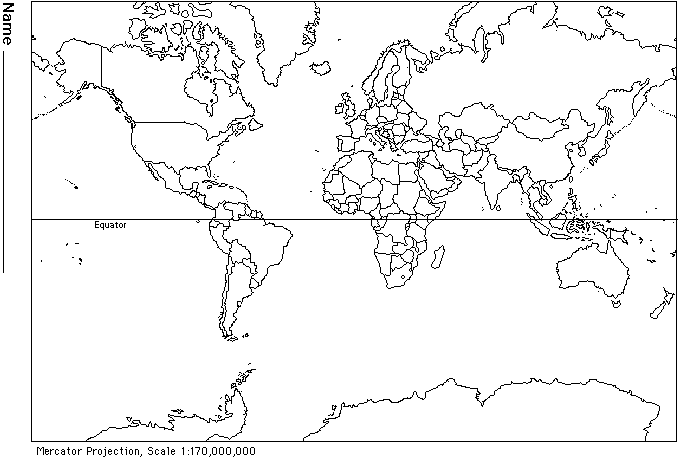 Name
Equator
Mercator Projection, Scale 1:170,000,000